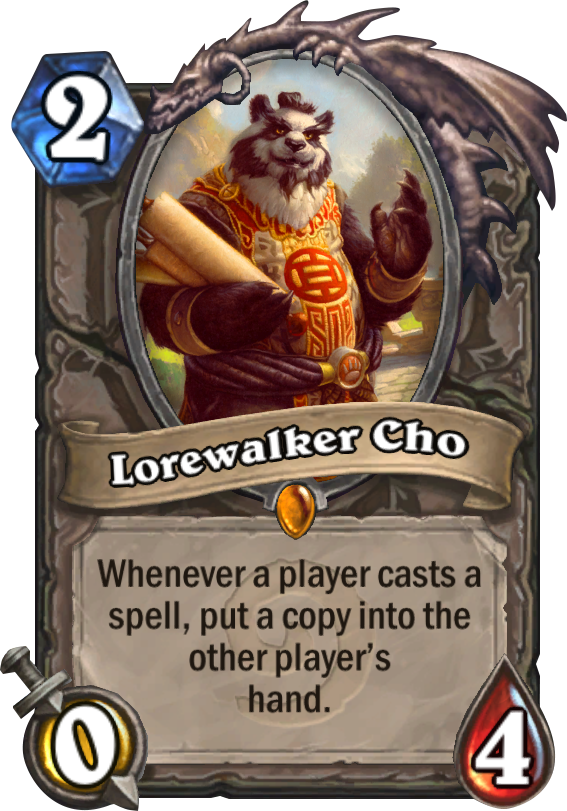 2
Lorewalker Cho
Whenever a player casts a
spell, put a copy into the
other player's
hand.
0
4